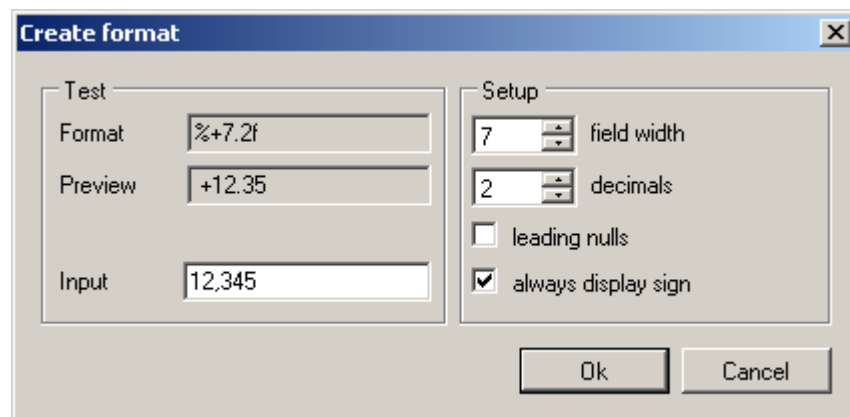 Create format
Test
Format %+7.2f
Preview +12.35
Input 12,345
Setup
7 field width
2 decimals
leading nulls
always display sign
Ok Cancel